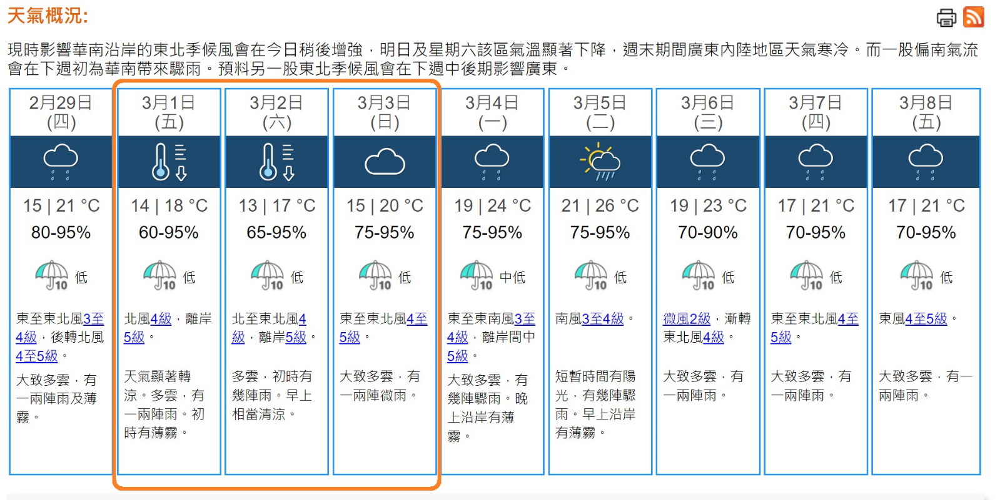 天氣概況:
現時影響華南沿岸的東北季候風會在今日稍後增強，明日及星期六該區氣溫顯著下降，週末期間廣東內陸地區天氣寒冷。而一股偏南氣流
會在下週初為華南帶來驟雨。預料另一股東北季候風會在下週中後期影響廣東。
2月29日
(四)
15 | 21 °C
80-95%
10 低
東至東北風3至
4級，後轉北風
4至5級。
大致多雲，有
一兩陣雨及薄
霧。
3月1日
(五)
14 | 18 °C
60-95%
10 低
北風4級，離岸
5級。
天氣顯著轉
涼。多雲，有
一兩陣雨。初
時有薄霧。
3月2日
(六)
13 | 17 °C
65-95%
10 低
北至東北風4
級，離岸5級。
多雲，初時有
幾陣雨。早上
相當清涼。
3月3日
(日)
15 | 20 °C
75-95%
10 低
東至東北風4至
5級。
大致多雲，有
一兩陣微雨。
3月4日
(一)
19 | 24 °C
75-95%
10 中低
東至東南風3至
4級，離岸間中
5級。
大致多雲，有
幾陣驟雨。晚
上沿岸有薄
霧。
3月5日
(二)
21 | 26 °C
75-95%
10 低
南風3至4級。
短暫時間有陽
光，有幾陣驟
雨。早上沿岸
有薄霧。
3月6日
(三)
19 | 23 °C
70-90%
10 低
微風2級，漸轉
東北風4級。
大致多雲，有
一兩陣雨。
3月7日
(四)
17 | 21 °C
70-95%
10 低
東至東北風4至
5級。
大致多雲，有
一兩陣雨。
3月8日
(五)
17 | 21 °C
70-95%
10 低
東風4至5級。
大致多雲，有一
兩陣雨。